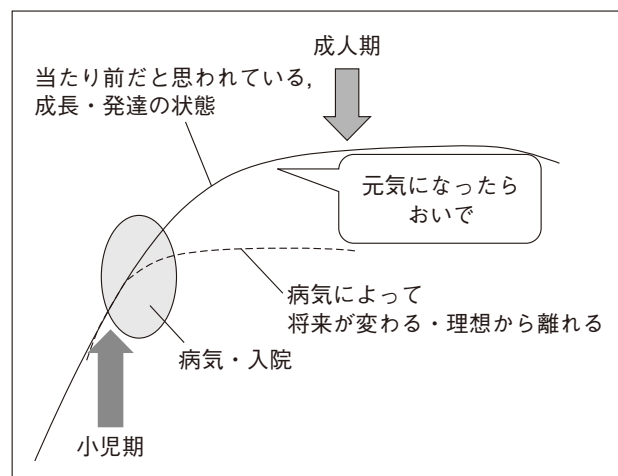 成人期
当たり前だと思われている,
成長・発達の状態
元気になったら
おいで
病気によって
将来が変わる・理想から離れる
病気・入院
小児期